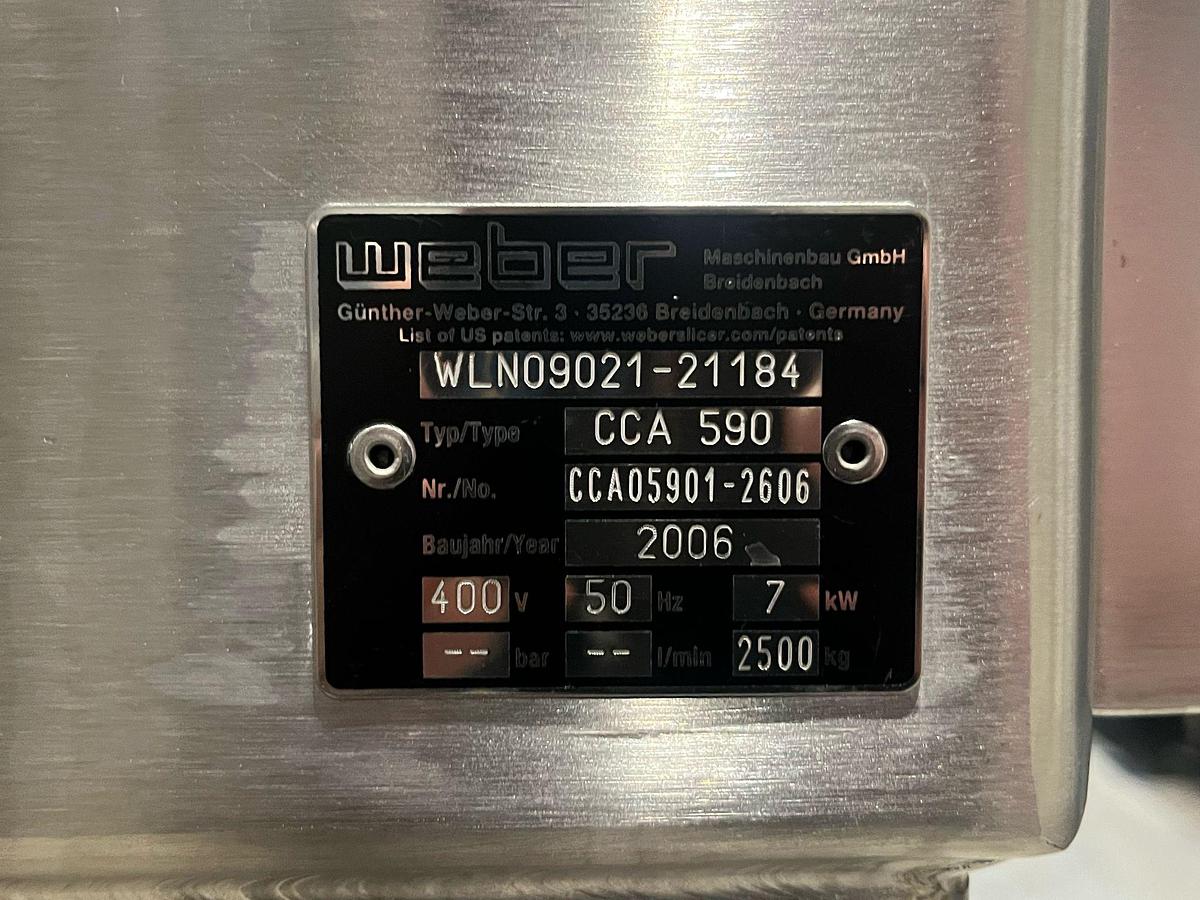 weber Maschinenbau GmbH
Breidenbach
Günther-Weber-Str. 3 · 35236 Breidenbach · Germany
List of US patents: www.weberslicer.com/patents
WLN09021-21184
Typ/Type CCA 590
Nr./No. CCA05901-2606
Baujahr/Year 2006
400 V 50 Hz 7 kW
-- bar -- l/min 2500 kg